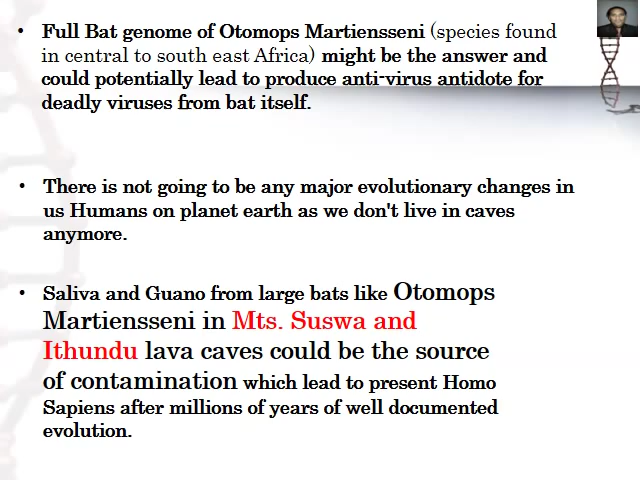 • Full Bat genome of Otomops Martiensseni (species found
in central to south east Africa) might be the answer and
could potentially lead to produce anti-virus antidote for
deadly viruses from bat itself.
• There is not going to be any major evolutionary changes in
us Humans on planet earth as we don't live in caves
anymore.
• Saliva and Guano from large bats like Otomops
Martiensseni in Mts. Suswa and
Ithundu lava caves could be the source
of contamination which lead to present Homo
Sapiens after millions of years of well documented
evolution.